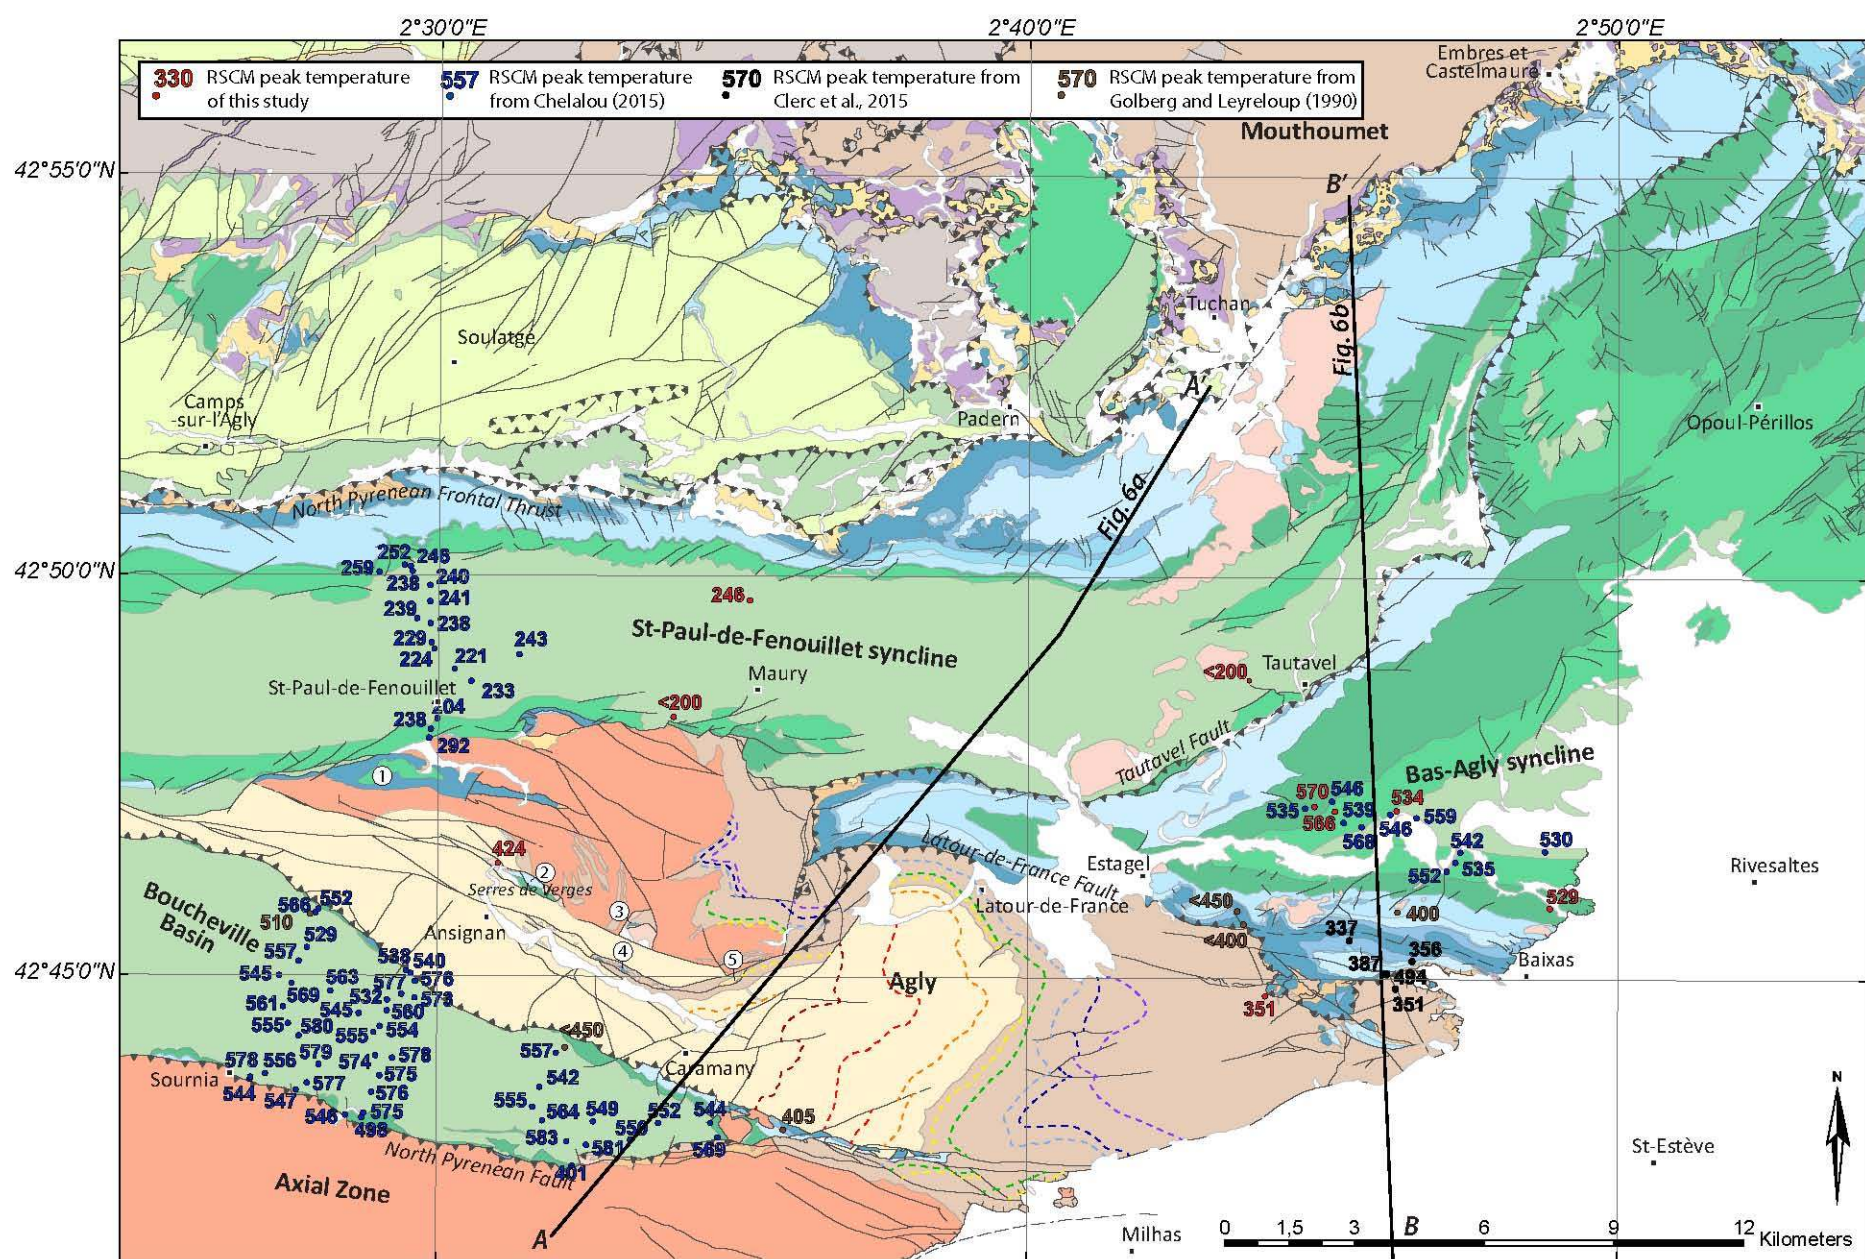 2°30'0"E
2°40'0"E
2°50'0"E
330 RSCM peak temperature
of this study
557 RSCM peak temperature
from Chelalou (2015)
570 RSCM peak temperature from
Clerc et al., 2015
570 RSCM peak temperature from
Golberg and Leyreloup (1990)
Embres et
Castelmaure
Mouthoumet
42°55'0"N
B'
Tuchan
Fig. 6b
Soulatgé
A'
Camps
-sur-l'Agly
Padern
Opoul-Périllos
North Pyrenean Frontal Thrust
Fig. 6a
42°50'0"N
252
245
259
238
240
246
241
239
238
229
224
221
243
St-Paul-de-Fenouillet syncline
233
<200
Tautavel
Maury
St-Paul-de-Fenouillet
<200
204
238
292
Tautavel Fault
Bas-Agly syncline
1
570
546
534
535
539
559
566
568
546
542
530
552
535
424
Latour-de-France Fault
Estagel
Rivesaltes
2
Serres de Verges
Latour-de-France
<450
400
529
Boucheville
Basin
566
552
510
3
<400
337
Ansignan
529
4
5
356
557
538
540
387
Baixas
42°45'0"N
545
563
577
576
Agly
494
569
532
573
351
351
561
545
560
555
580
555
554
<450
578
556
579
574
578
557
Caramany
Sournia
577
575
542
544
547
576
555
564
549
552
544
546
575
550
405
498
583
581
569
North Pyrenean Fault
401
St-Estève
Axial Zone
N
A
B
Milhas
0 1,5 3 6 9 12
Kilometers